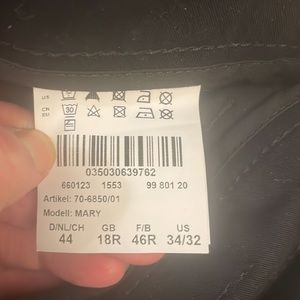 US
CN
EU
30
035030639762
660123 1553 99 801 20
Artikel: 70-6850/01
Modell: MARY
D/NL/CH GB F/B US
44 18R 46R 34/32